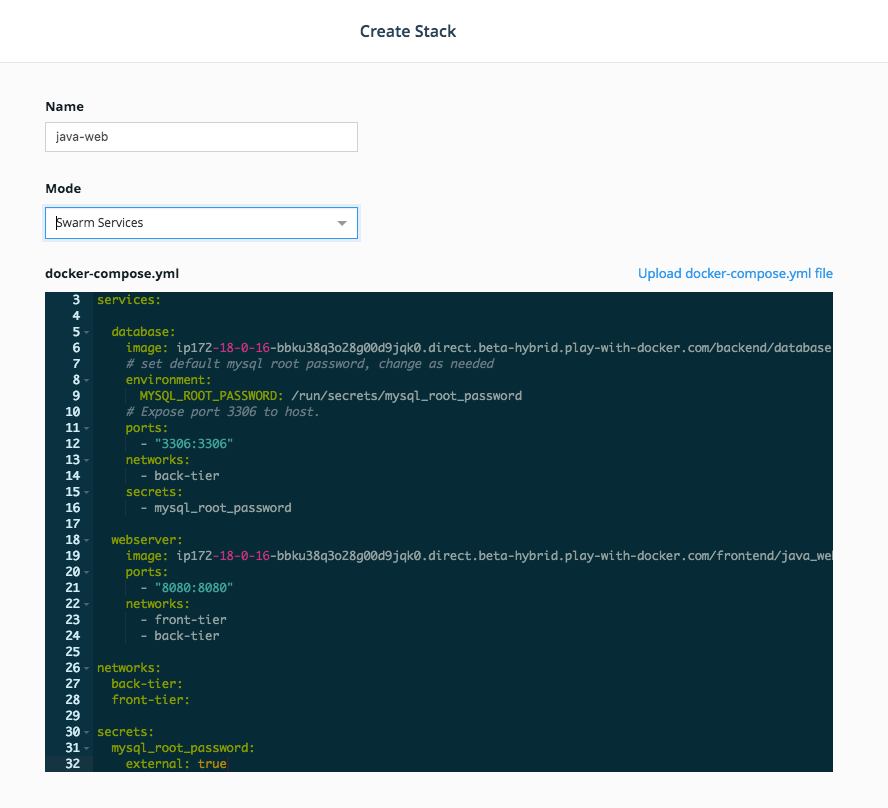 Create Stack
Name
java-web
Mode
Swarm Services
docker-compose.yml Upload docker-compose.yml file
3 services:
4
5 database:
6 image: ip172-18-0-16-bbku38q3o28g00d9jqk0.direct.beta-hybrid.play-with-docker.com/backend/database
7 # set default mysql root password, change as needed
8 environment:
9 MYSQL_ROOT_PASSWORD: /run/secrets/mysql_root_password
10 # Expose port 3306 to host.
11 ports:
12 - "3306:3306"
13 networks:
14 - back-tier
15 secrets:
16 - mysql_root_password
17
18 webserver:
19 image: ip172-18-0-16-bbku38q3o28g00d9jqk0.direct.beta-hybrid.play-with-docker.com/frontend/java_we
20 ports:
21 - "8080:8080"
22 networks:
23 - front-tier
24 - back-tier
25
26 networks:
27 back-tier:
28 front-tier:
29
30 secrets:
31 mysql_root_password:
32 external: true